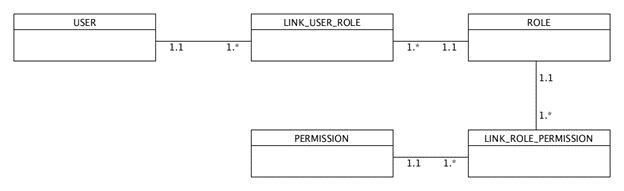 USER
LINK_USER_ROLE
ROLE
1.1
1.*
1.*
1.1
1.1
1.*
PERMISSION
LINK_ROLE_PERMISSION
1.1
1.*